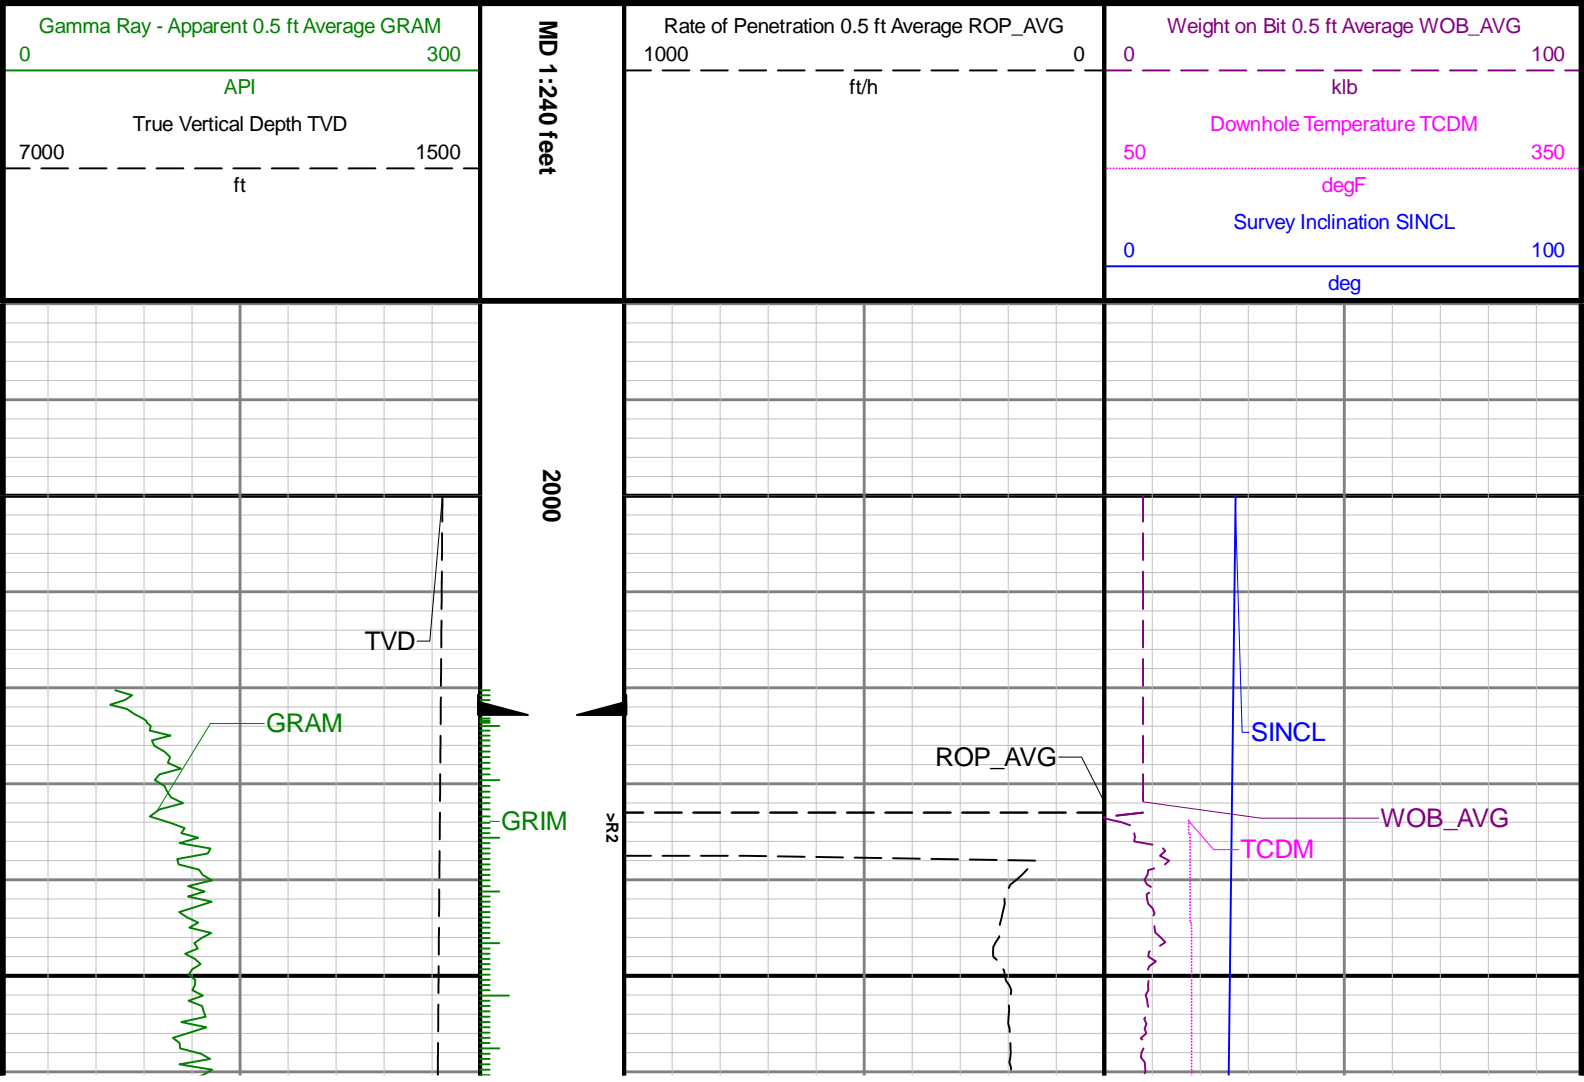 Gamma Ray - Apparent 0.5 ft Average GRAM
0 300
API
True Vertical Depth TVD
7000 1500
ft
MD 1:240 feet
Rate of Penetration 0.5 ft Average ROP_AVG
1000 0
ft/h
Weight on Bit 0.5 ft Average WOB_AVG
0 100
klb
Downhole Temperature TCDM
50 350
degF
Survey Inclination SINCL
0 100
deg
2000
TVD
GRAM
SINCL
ROP_AVG
GRIM
>R2
WOB_AVG
TCDM